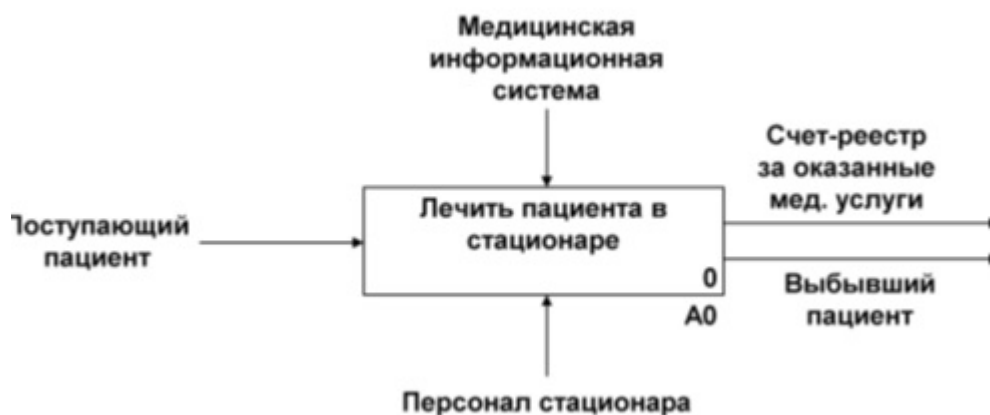 Медицинская
информационная
система
Счет-реестр
за оказанные
мед. услуги
Лечить пациента в
стационаре
Поступающий
пациент
0
A0
Выбывший
пациент
Персонал стационара